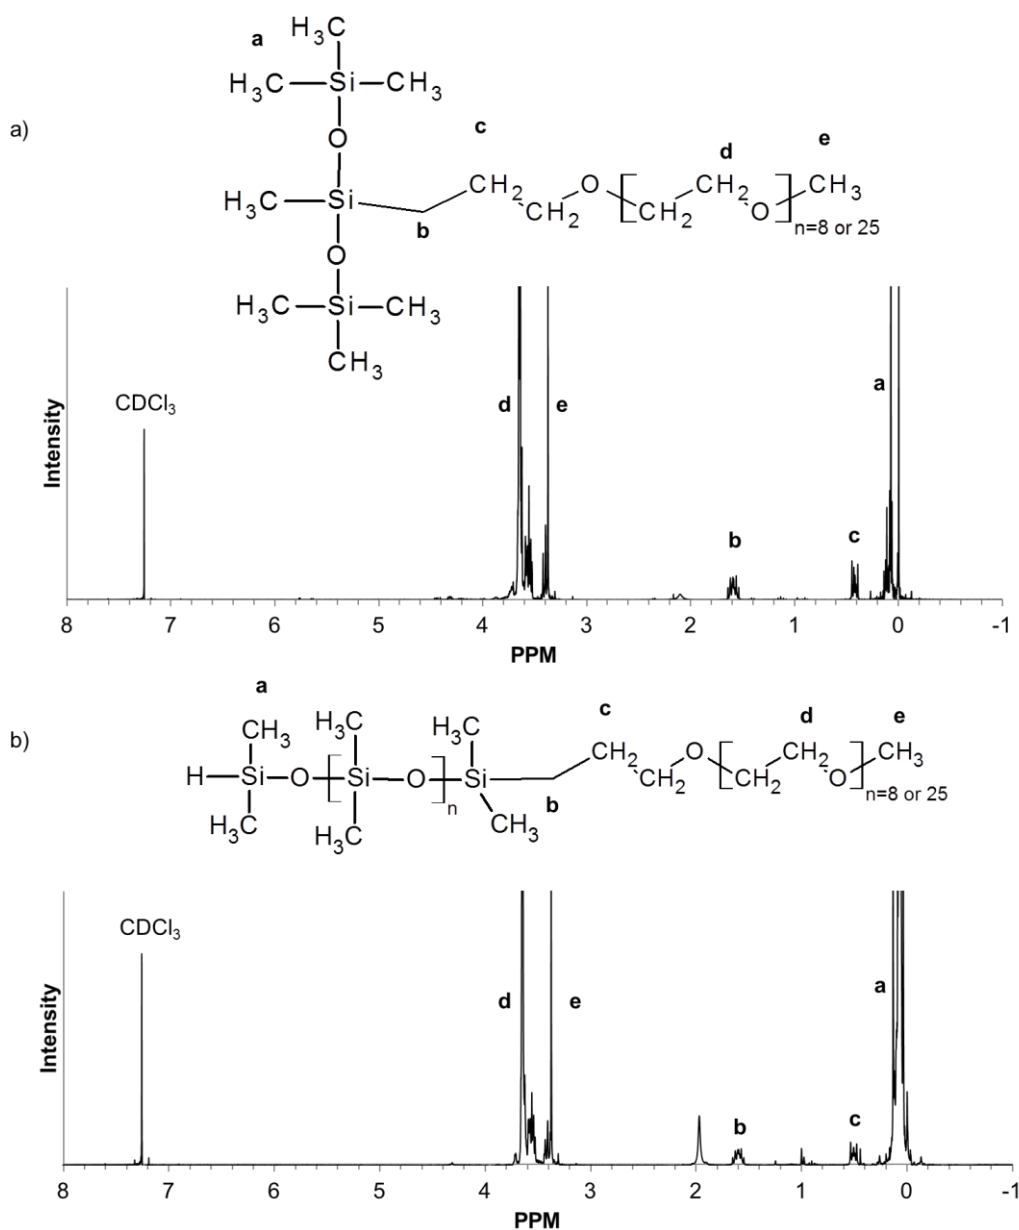 a)
a
H₃C
H₃C Si CH₃
O
c
d
e
H₃C Si
b
CH₂
CH₂
O
CH₂
CH₂
O
CH₃
n=8 or 25
O
H₃C Si CH₃
CH₃
CDCl₃
d
e
a
b
c
Intensity
8 7 6 5 4 3 2 1 0 -1
PPM
b)
a
c
d
e
CH₃
H₃C
H₃C
H Si O Si O Si
n
H₃C
H₃C
CH₃
b
CH₂
CH₂
O
CH₂
CH₂
O
CH₃
n=8 or 25
CDCl₃
d
e
a
b
c
Intensity
8 7 6 5 4 3 2 1 0 -1
PPM